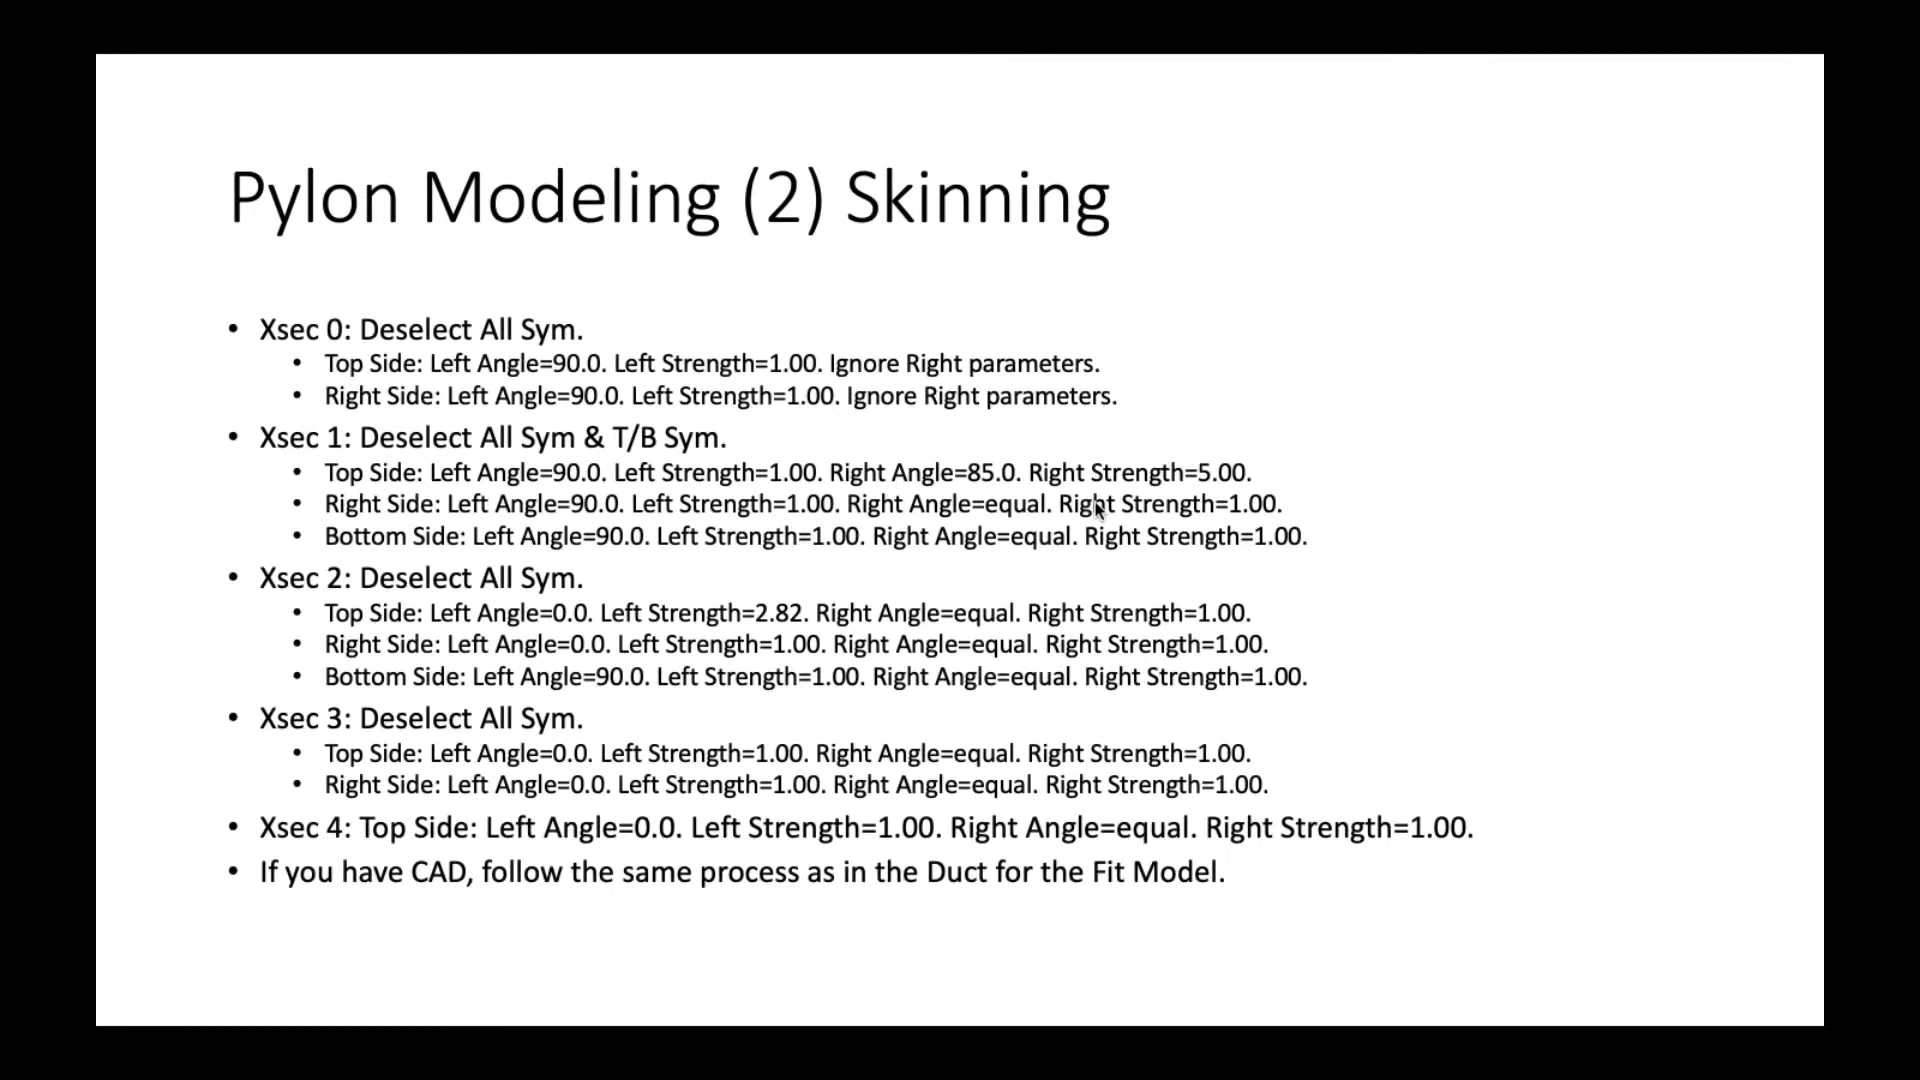 Pylon Modeling (2) Skinning
• Xsec 0: Deselect All Sym.
• Top Side: Left Angle=90.0. Left Strength=1.00. Ignore Right parameters.
• Right Side: Left Angle=90.0. Left Strength=1.00. Ignore Right parameters.
• Xsec 1: Deselect All Sym & T/B Sym.
• Top Side: Left Angle=90.0. Left Strength=1.00. Right Angle=85.0. Right Strength=5.00.
• Right Side: Left Angle=90.0. Left Strength=1.00. Right Angle=equal. Right Strength=1.00.
• Bottom Side: Left Angle=90.0. Left Strength=1.00. Right Angle=equal. Right Strength=1.00.
• Xsec 2: Deselect All Sym.
• Top Side: Left Angle=0.0. Left Strength=2.82. Right Angle=equal. Right Strength=1.00.
• Right Side: Left Angle=0.0. Left Strength=1.00. Right Angle=equal. Right Strength=1.00.
• Bottom Side: Left Angle=90.0. Left Strength=1.00. Right Angle=equal. Right Strength=1.00.
• Xsec 3: Deselect All Sym.
• Top Side: Left Angle=0.0. Left Strength=1.00. Right Angle=equal. Right Strength=1.00.
• Right Side: Left Angle=0.0. Left Strength=1.00. Right Angle=equal. Right Strength=1.00.
• Xsec 4: Top Side: Left Angle=0.0. Left Strength=1.00. Right Angle=equal. Right Strength=1.00.
• If you have CAD, follow the same process as in the Duct for the Fit Model.